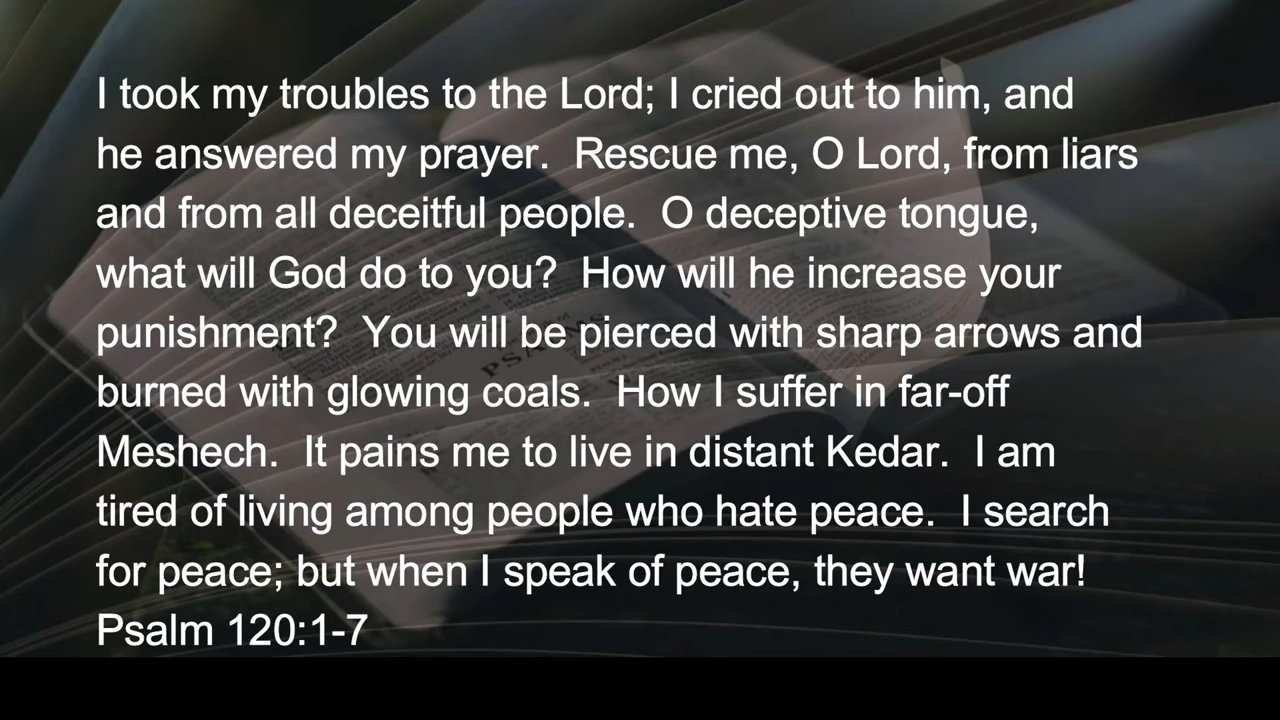 I took my troubles to the Lord; I cried out to him, and
he answered my prayer.  Rescue me, O Lord, from liars
and from all deceitful people.  O deceptive tongue,
what will God do to you?  How will he increase your
punishment?  You will be pierced with sharp arrows and
burned with glowing coals.  How I suffer in far-off
Meshech.  It pains me to live in distant Kedar.  I am
tired of living among people who hate peace.  I search
for peace; but when I speak of peace, they want war!
Psalm 120:1-7